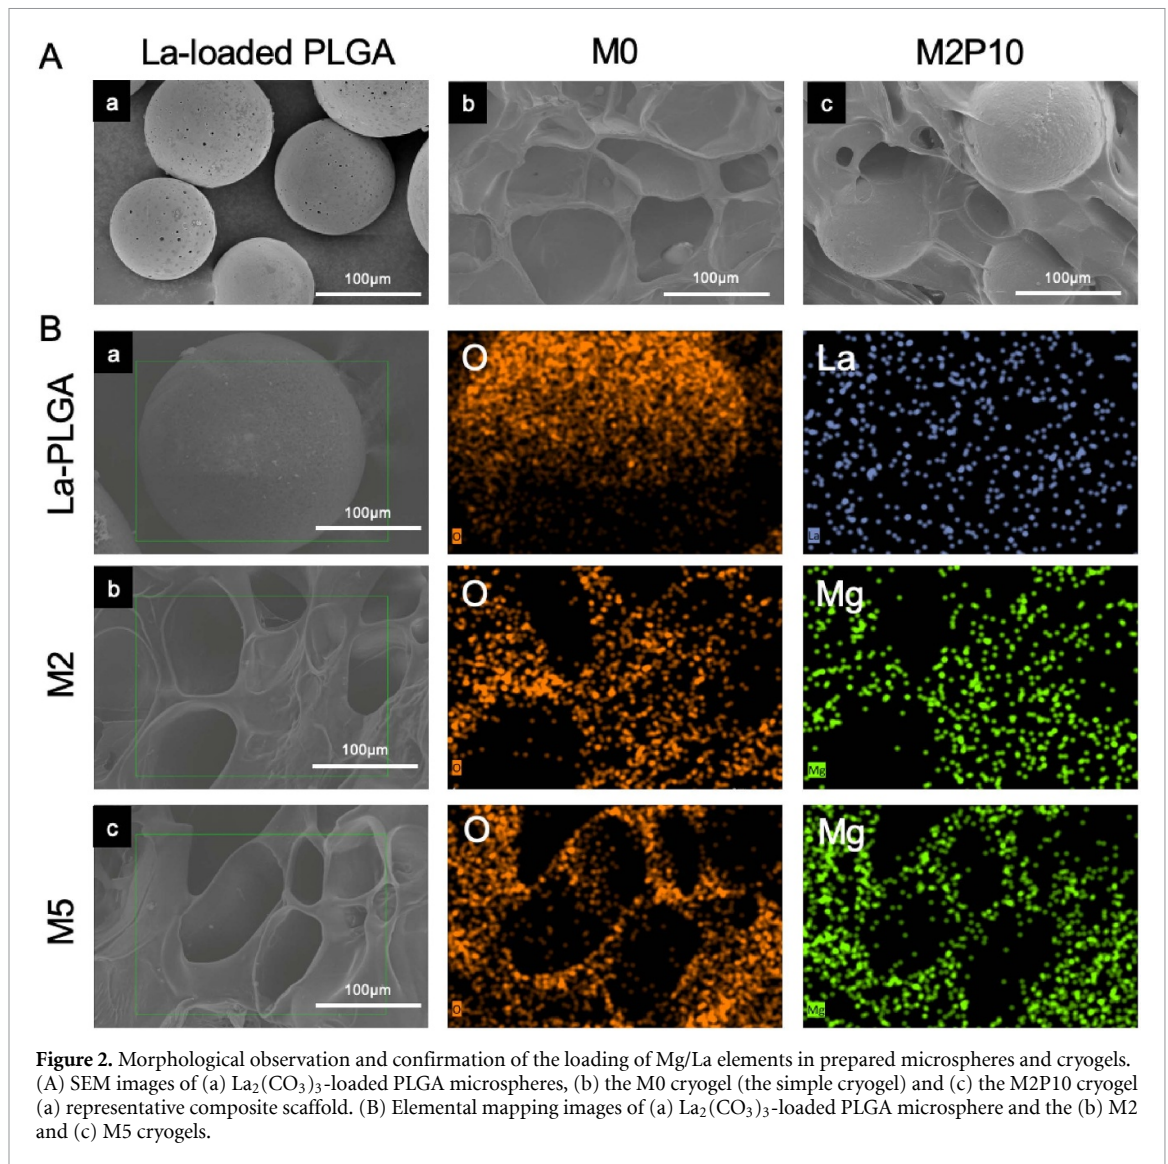 A
La-loaded PLGA
M0
M2P10
a
b
c
100μm
100μm
100μm
B
La-PLGA
a
100μm
O
O
La
La
M2
b
100μm
O
O
Mg
Mg
M5
c
100μm
O
O
Mg
Mg
Figure 2. Morphological observation and confirmation of the loading of Mg/La elements in prepared microspheres and cryogels.
(A) SEM images of (a) La₂(CO₃)₃-loaded PLGA microspheres, (b) the M0 cryogel (the simple cryogel) and (c) the M2P10 cryogel
(a) representative composite scaffold. (B) Elemental mapping images of (a) La₂(CO₃)₃-loaded PLGA microsphere and the (b) M2
and (c) M5 cryogels.